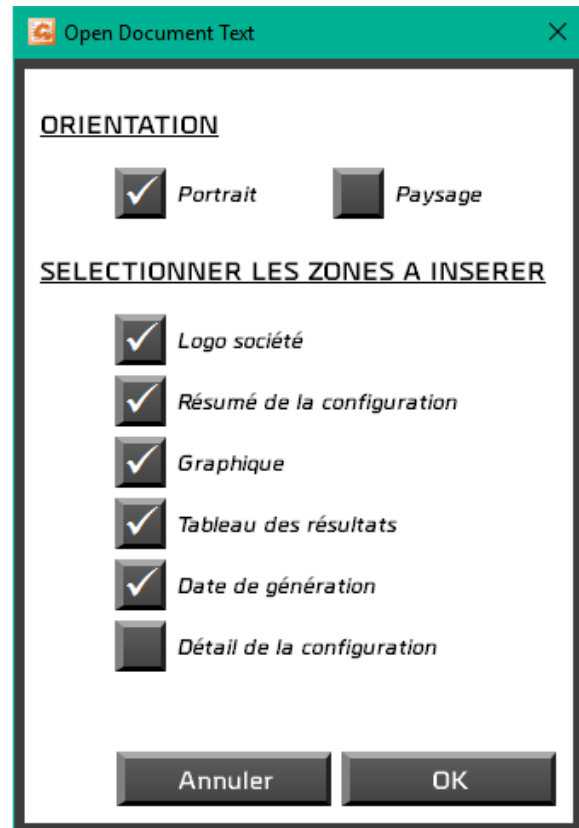 Open Document Text
ORIENTATION
Portrait Paysage
SELECTIONNER LES ZONES A INSERER
Logo société
Résumé de la configuration
Graphique
Tableau des résultats
Date de génération
Détail de la configuration
Annuler OK